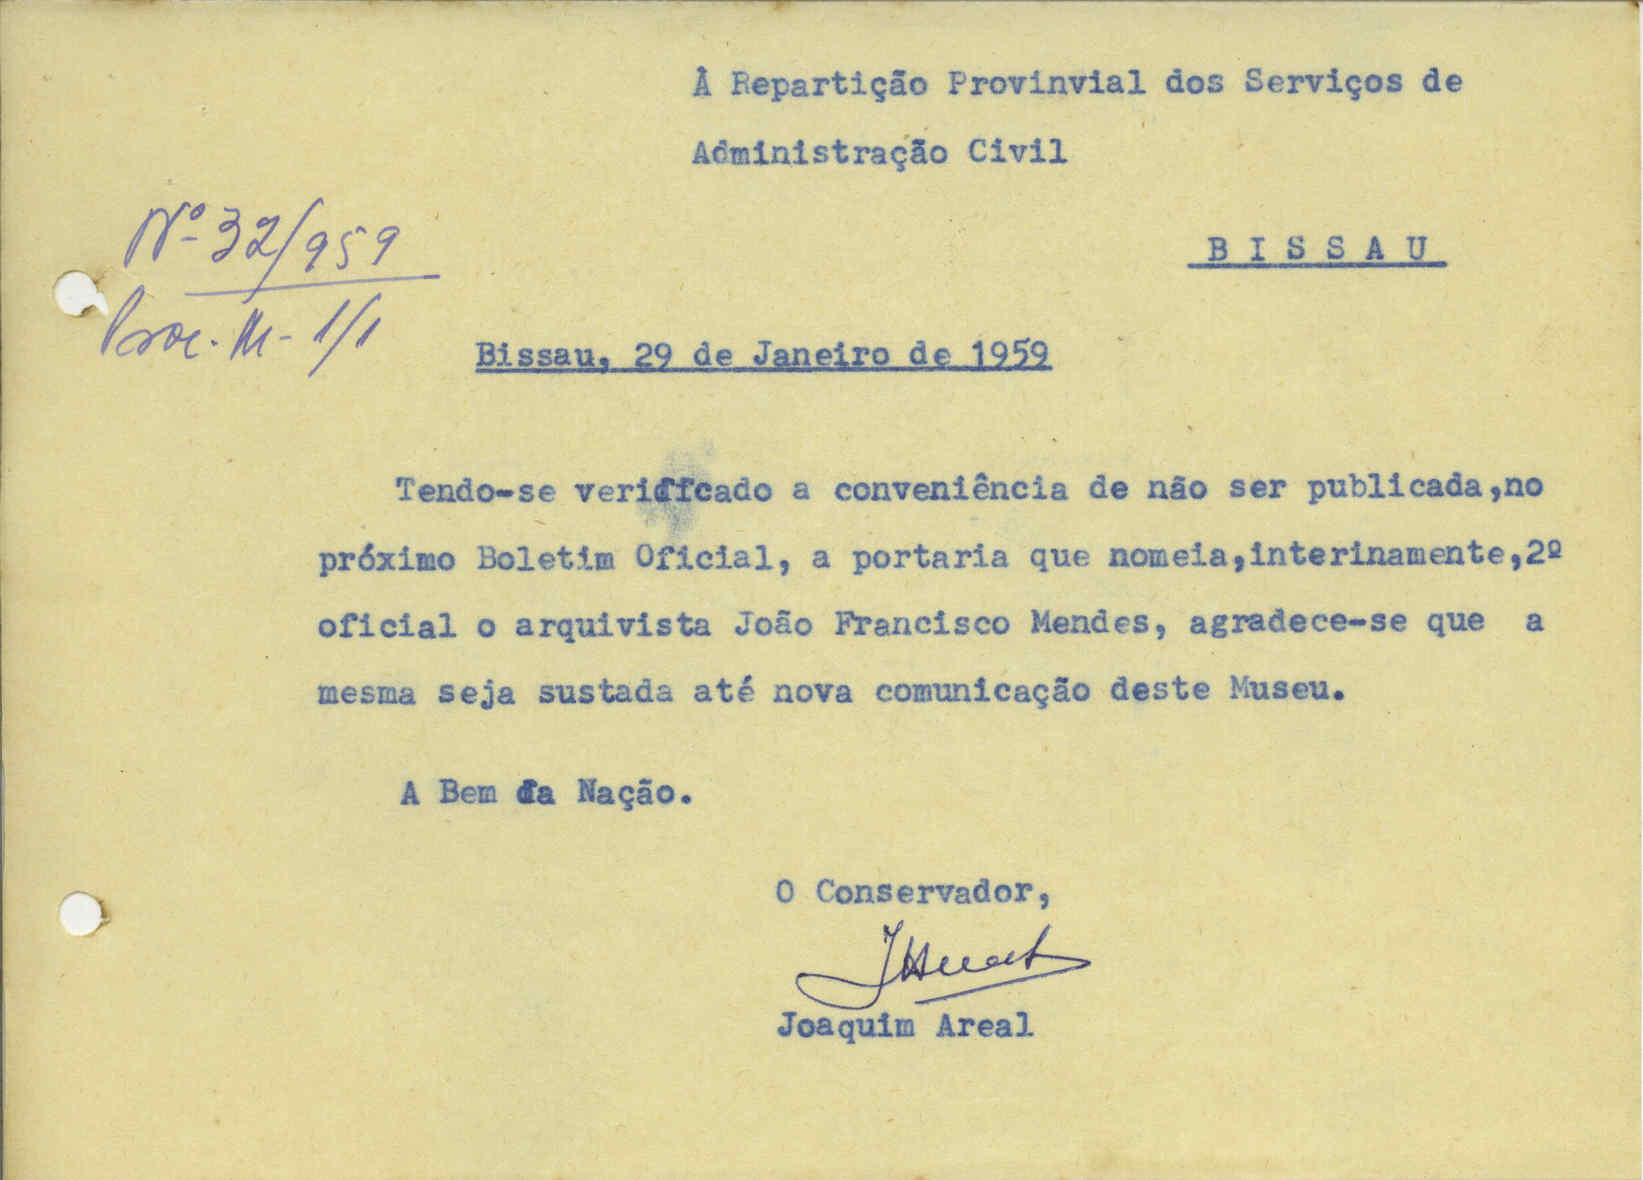 À Repartição Provinvial dos Serviços de
Administração Civil
Nº 32/959
Proc. M - 1/1
B I S S A U
Bissau, 29 de Janeiro de 1959
Tendo-se verificado a conveniência de não ser publicada,no
próximo Boletim Oficial, a portaria que nomeia,interinamente,2º
oficial o arquivista João Francisco Mendes, agradece-se que a
mesma seja sustada até nova comunicação deste Museu.
A Bem da Nação.
O Conservador,
Joaquim Areal